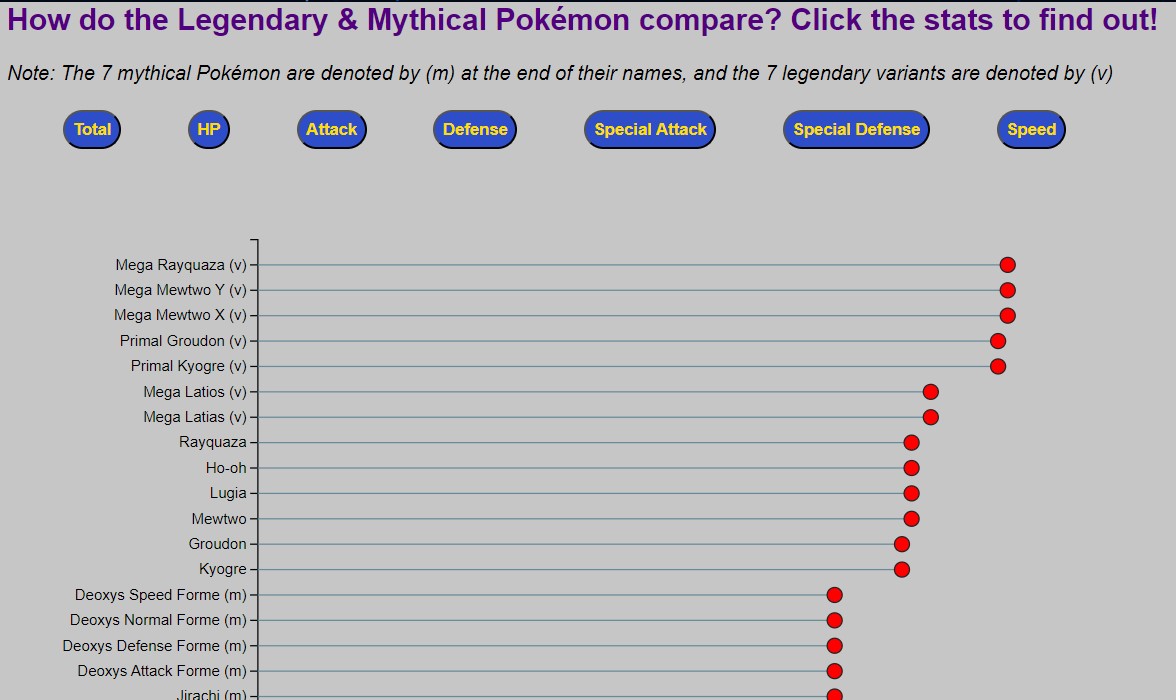 How do the Legendary & Mythical Pokémon compare? Click the stats to find out!
Note: The 7 mythical Pokémon are denoted by (m) at the end of their names, and the 7 legendary variants are denoted by (v)
Total HP Attack Defense Special Attack Special Defense Speed
Mega Rayquaza (v)
Mega Mewtwo Y (v)
Mega Mewtwo X (v)
Primal Groudon (v)
Primal Kyogre (v)
Mega Latios (v)
Mega Latias (v)
Rayquaza
Ho-oh
Lugia
Mewtwo
Groudon
Kyogre
Deoxys Speed Forme (m)
Deoxys Normal Forme (m)
Deoxys Defense Forme (m)
Deoxys Attack Forme (m)
Jirachi (m)